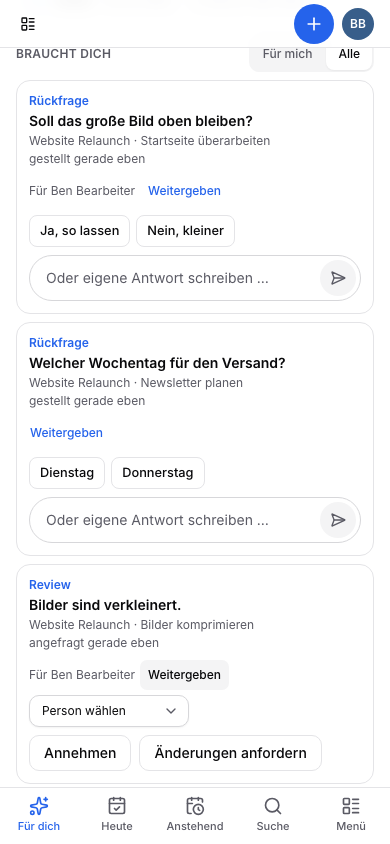 BB
BRAUCHT DICH
Für mich
Alle
Rückfrage
Soll das große Bild oben bleiben?
Website Relaunch · Startseite überarbeiten
gestellt gerade eben
Für Ben Bearbeiter Weitergeben
Ja, so lassen
Nein, kleiner
Oder eigene Antwort schreiben ...
Rückfrage
Welcher Wochentag für den Versand?
Website Relaunch · Newsletter planen
gestellt gerade eben
Weitergeben
Dienstag
Donnerstag
Oder eigene Antwort schreiben ...
Review
Bilder sind verkleinert.
Website Relaunch · Bilder komprimieren
angefragt gerade eben
Für Ben Bearbeiter Weitergeben
Person wählen
Annehmen
Änderungen anfordern
Für dich
Heute
Anstehend
Suche
Menü